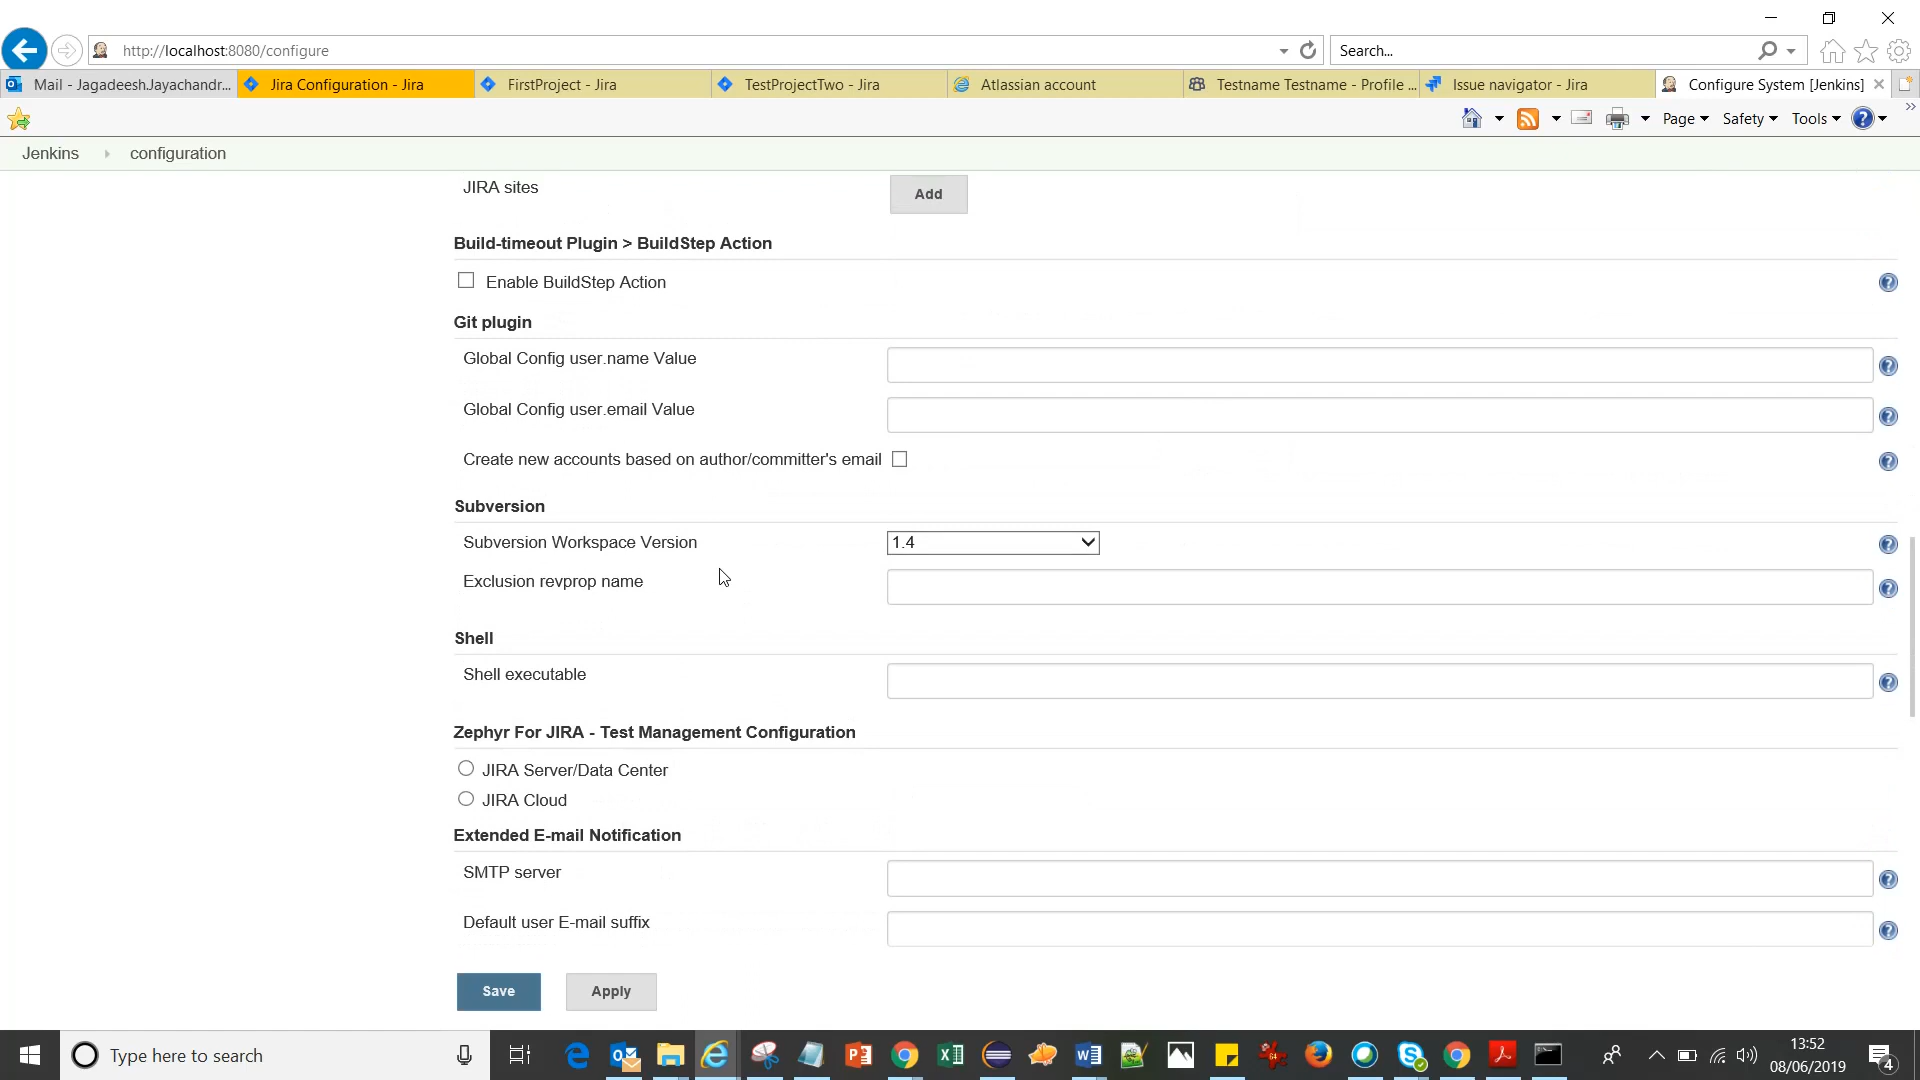 http://localhost:8080/configure
Search...
Mail - Jagadeesh.Jayachandr...
Jira Configuration - Jira
FirstProject - Jira
TestProjectTwo - Jira
Atlassian account
Testname Testname - Profile ...
Issue navigator - Jira
Configure System [Jenkins]
Page
Safety
Tools
Jenkins
configuration
JIRA sites
Add
Build-timeout Plugin > BuildStep Action
Enable BuildStep Action
Git plugin
Global Config user.name Value
Global Config user.email Value
Create new accounts based on author/committer's email
Subversion
Subversion Workspace Version
1.4
Exclusion revprop name
Shell
Shell executable
Zephyr For JIRA - Test Management Configuration
JIRA Server/Data Center
JIRA Cloud
Extended E-mail Notification
SMTP server
Default user E-mail suffix
Save
Apply
Type here to search
13:52
08/06/2019
4